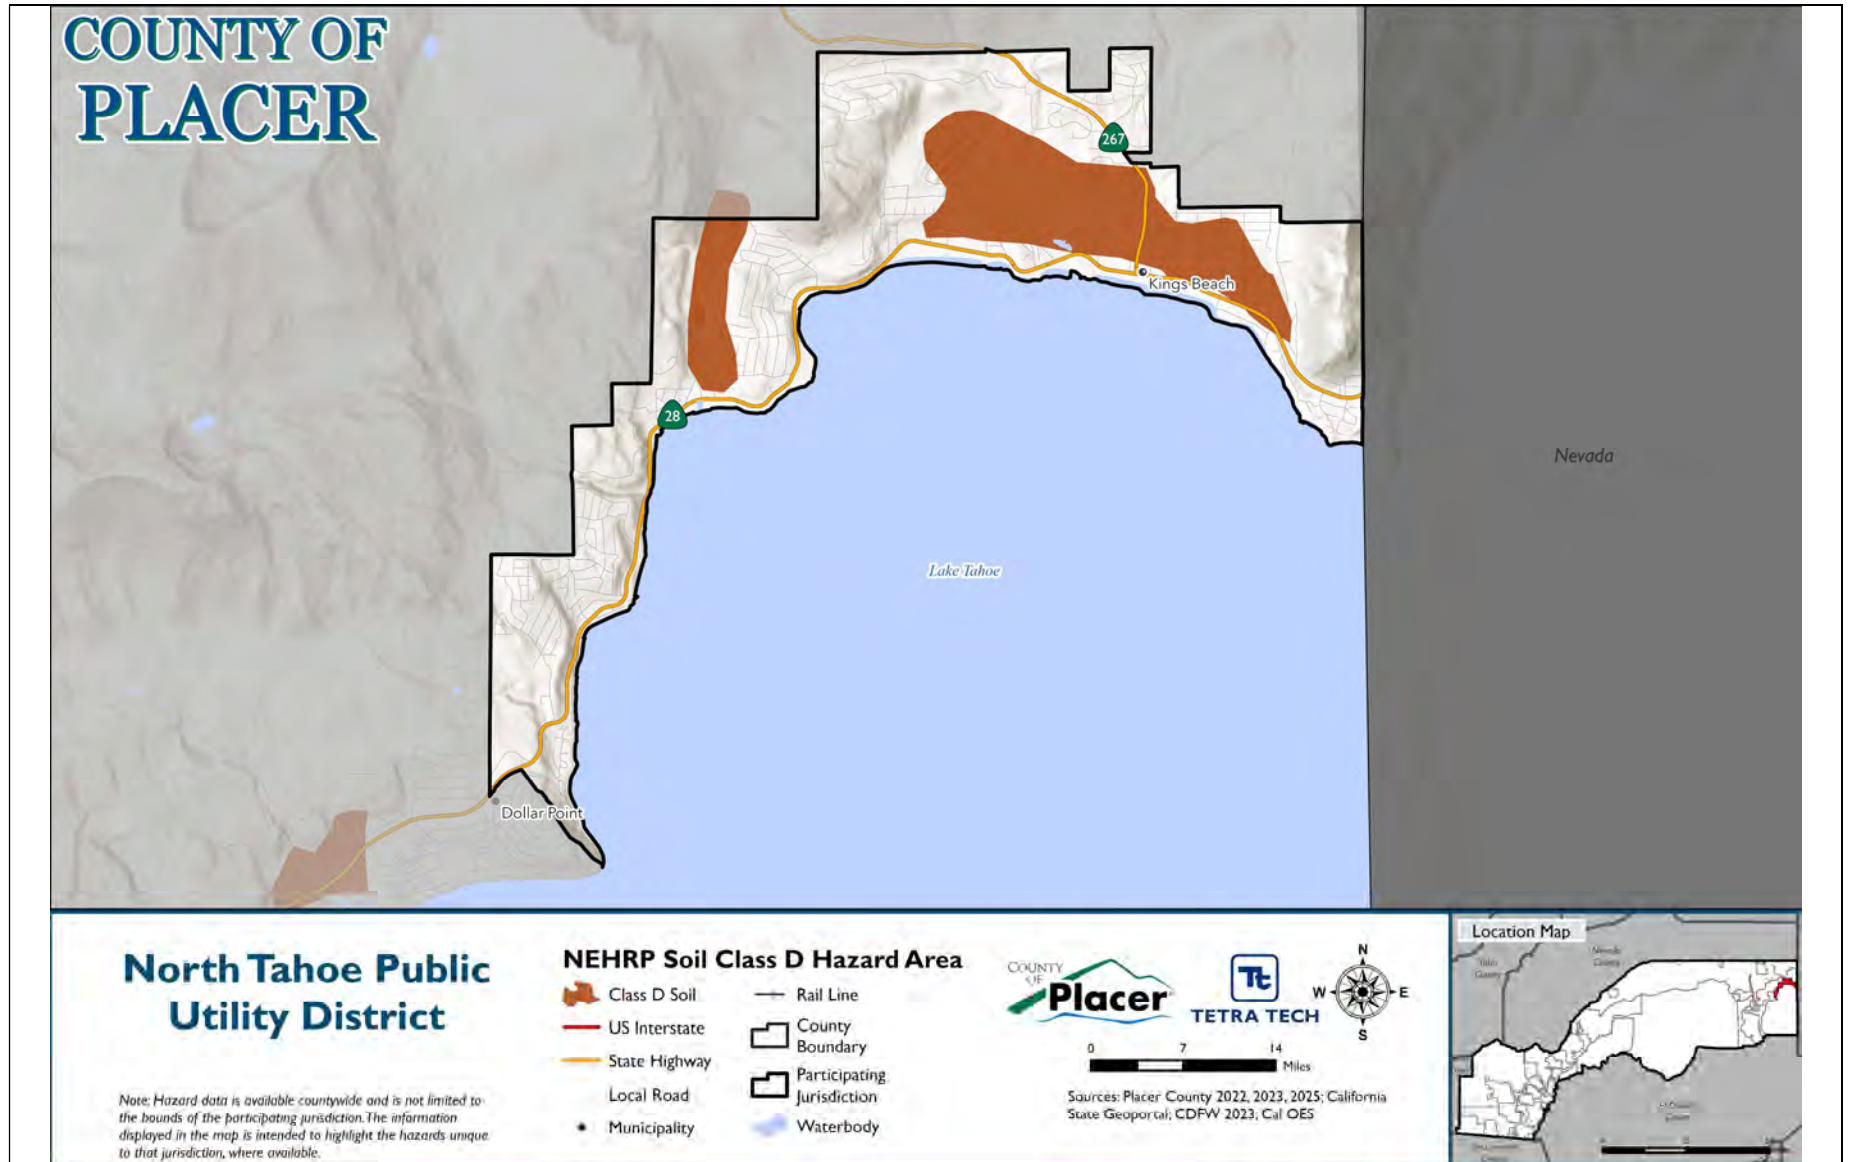 COUNTY OF
PLACER
267
Kings Beach
28
Nevada
Lake Tahoe
Dollar Point
North Tahoe Public
Utility District
Note: Hazard data is available countywide and is not limited to
the bounds of the participating jurisdiction. The information
displayed in the map is intended to highlight the hazards unique
to that jurisdiction, where available.
NEHRP Soil Class D Hazard Area
Class D Soil
US Interstate
State Highway
Local Road
Municipality
Rail Line
County
Boundary
Participating
Jurisdiction
Waterbody
COUNTY
OF
Placer
Tt
TETRA TECH
N
W E
S
0 7 14
Miles
Sources: Placer County 2022, 2023, 2025; California
State Geoportal; CDFW 2023, Cal OES
Location Map
Nevada
County
County